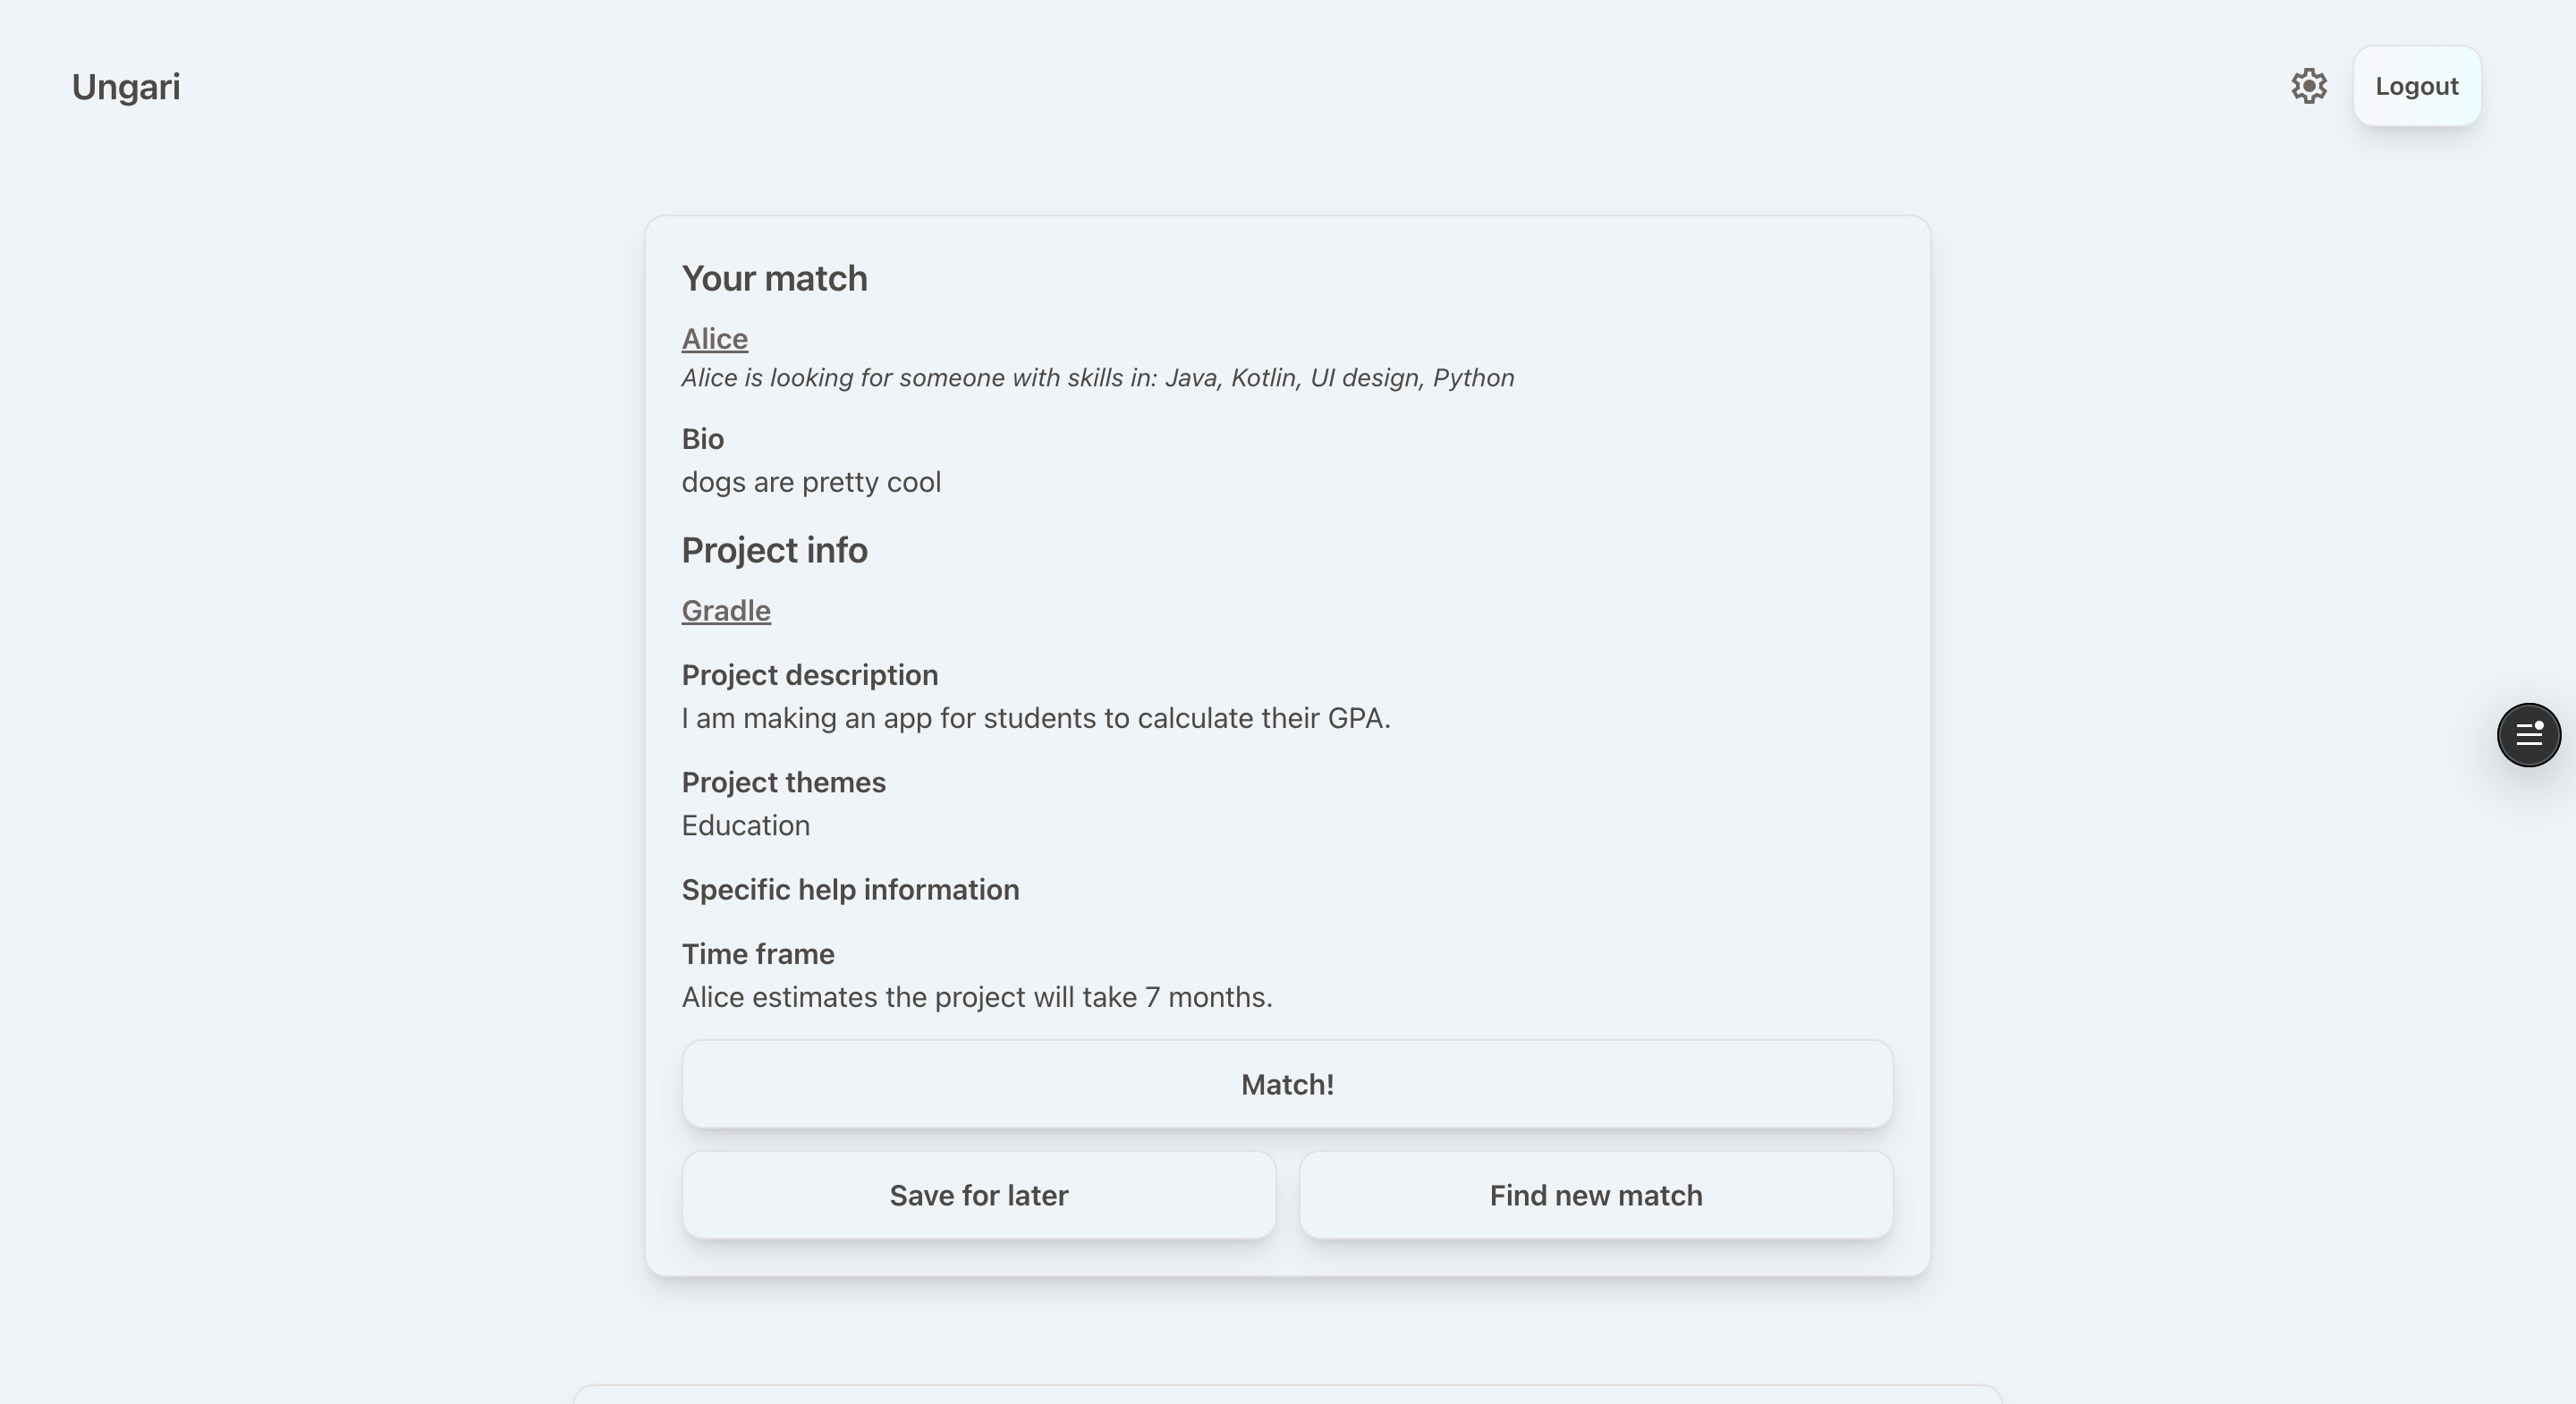 Ungari
Logout
Your match
Alice
Alice is looking for someone with skills in: Java, Kotlin, UI design, Python
Bio
dogs are pretty cool
Project info
Gradle
Project description
I am making an app for students to calculate their GPA.
Project themes
Education
Specific help information
Time frame
Alice estimates the project will take 7 months.
Match!
Save for later
Find new match